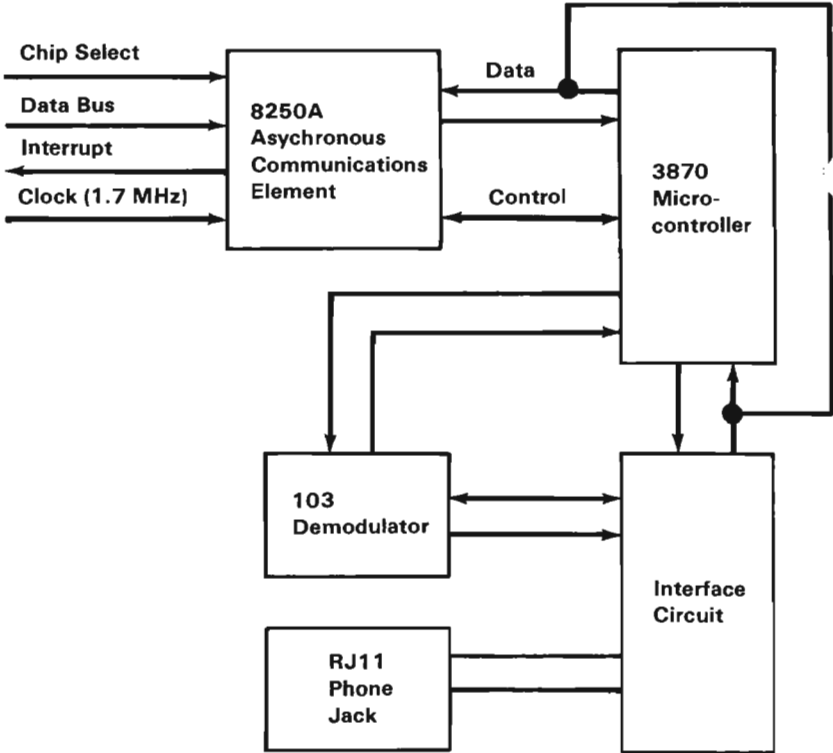 Chip Select
Data Bus
Interrupt
Clock (1.7 MHz)
8250A
Asychronous
Communications
Element
Data
Control
3870
Micro-
controller
103
Demodulator
Interface
Circuit
RJ11
Phone
Jack